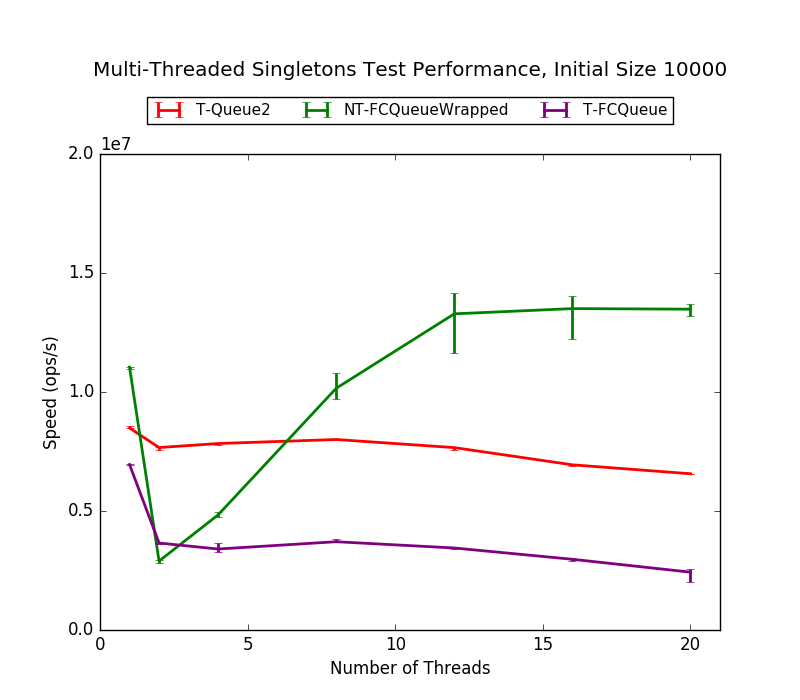 Multi-Threaded Singletons Test Performance, Initial Size 10000
T-Queue2 NT-FCQueueWrapped T-FCQueue
1e7
2.0
1.5
1.0
0.5
0.0
Speed (ops/s)
0 5 10 15 20
Number of Threads